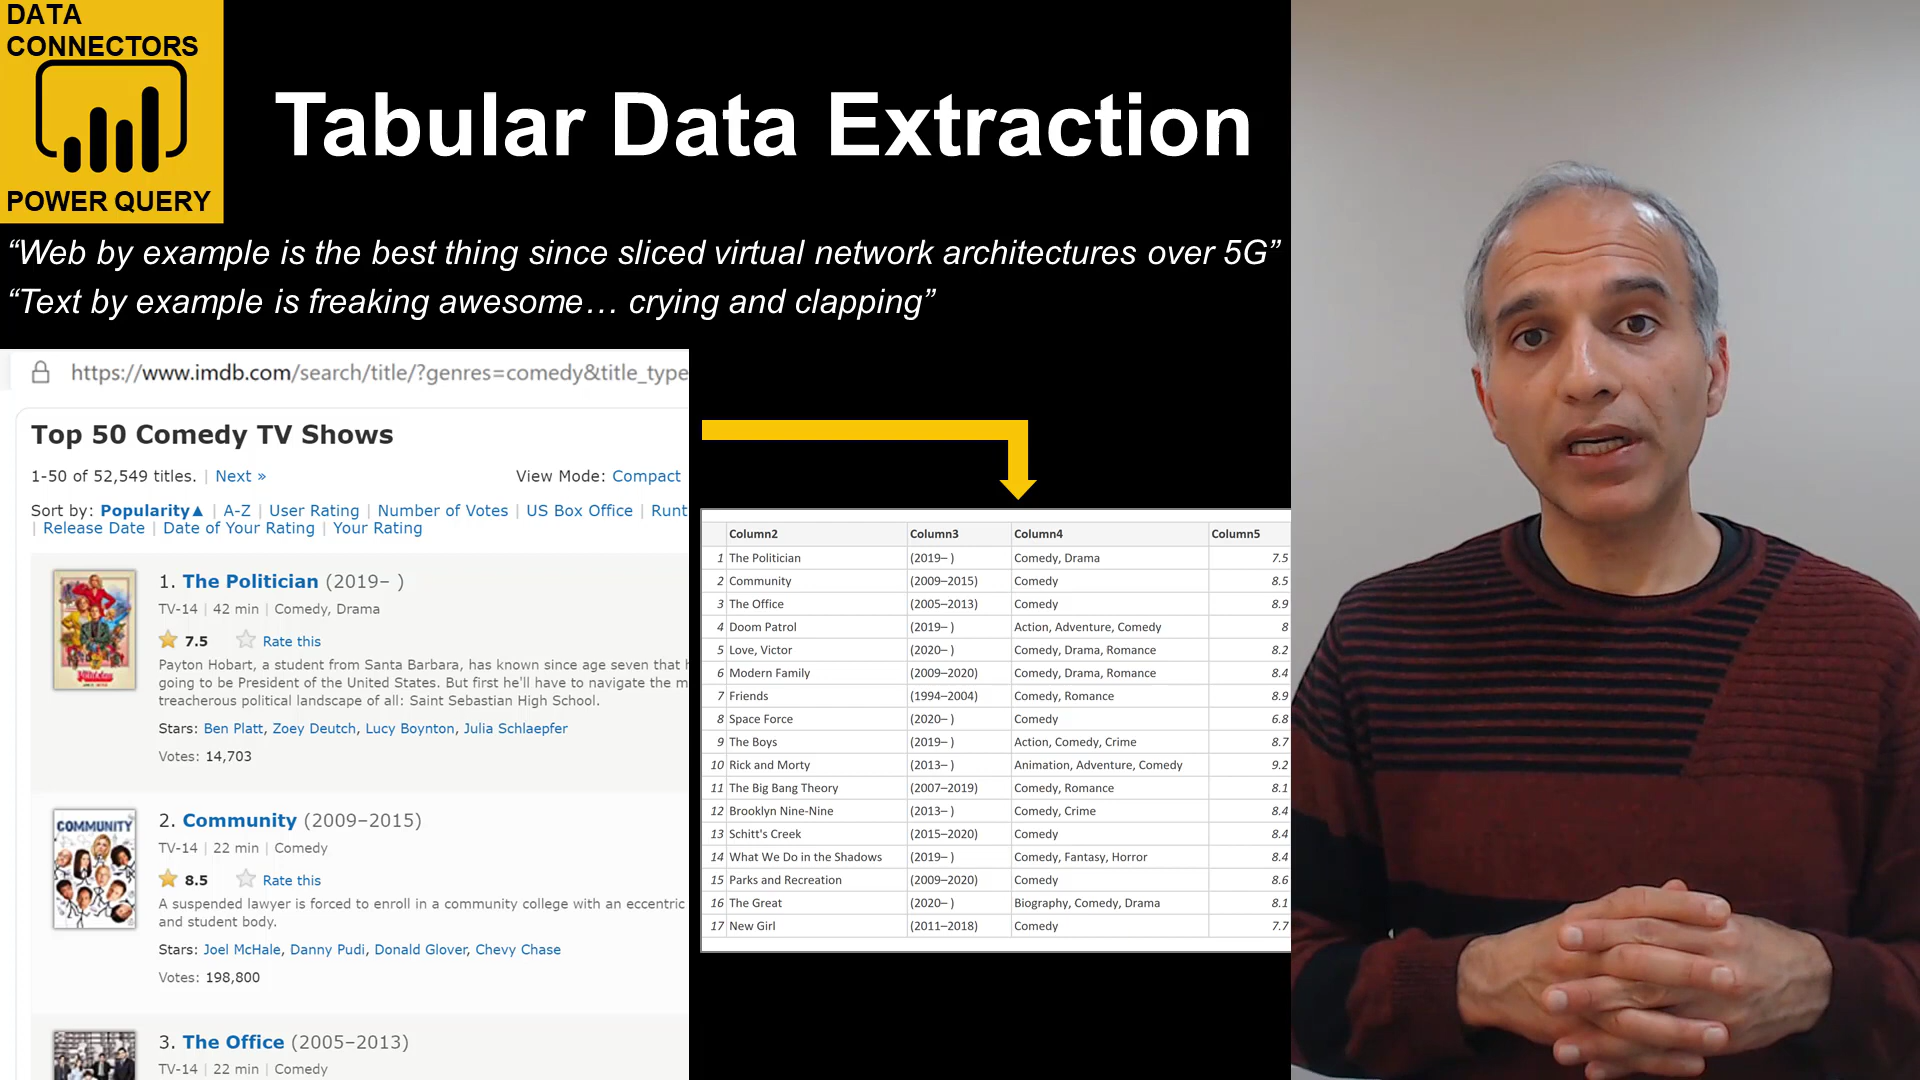 DATA
CONNECTORS
POWER QUERY
Tabular Data Extraction
“Web by example is the best thing since sliced virtual network architectures over 5G”
“Text by example is freaking awesome… crying and clapping”
https://www.imdb.com/search/title/?genres=comedy&title_type
Top 50 Comedy TV Shows
1-50 of 52,549 titles. | Next »
View Mode: Compact
Sort by: Popularity▲ | A-Z | User Rating | Number of Votes | US Box Office | Runt
| Release Date | Date of Your Rating | Your Rating
1. The Politician (2019– )
TV-14 | 42 min | Comedy, Drama
7.5 Rate this
Payton Hobart, a student from Santa Barbara, has known since age seven that h
going to be President of the United States. But first he'll have to navigate the m
treacherous political landscape of all: Saint Sebastian High School.
Stars: Ben Platt, Zoey Deutch, Lucy Boynton, Julia Schlaepfer
Votes: 14,703
COMMUNITY
2. Community (2009–2015)
TV-14 | 22 min | Comedy
8.5 Rate this
A suspended lawyer is forced to enroll in a community college with an eccentric
and student body.
Stars: Joel McHale, Danny Pudi, Donald Glover, Chevy Chase
Votes: 198,800
3. The Office (2005–2013)
TV-14 | 22 min | Comedy
Column2 Column3 Column4 Column5
1 The Politician (2019– ) Comedy, Drama 7.5
2 Community (2009–2015) Comedy 8.5
3 The Office (2005–2013) Comedy 8.9
4 Doom Patrol (2019– ) Action, Adventure, Comedy 8
5 Love, Victor (2020– ) Comedy, Drama, Romance 8.2
6 Modern Family (2009–2020) Comedy, Drama, Romance 8.4
7 Friends (1994–2004) Comedy, Romance 8.9
8 Space Force (2020– ) Comedy 6.8
9 The Boys (2019– ) Action, Comedy, Crime 8.7
10 Rick and Morty (2013– ) Animation, Adventure, Comedy 9.2
11 The Big Bang Theory (2007–2019) Comedy, Romance 8.1
12 Brooklyn Nine-Nine (2013– ) Comedy, Crime 8.4
13 Schitt's Creek (2015–2020) Comedy 8.4
14 What We Do in the Shadows (2019– ) Comedy, Fantasy, Horror 8.4
15 Parks and Recreation (2009–2020) Comedy 8.6
16 The Great (2020– ) Biography, Comedy, Drama 8.1
17 New Girl (2011–2018) Comedy 7.7